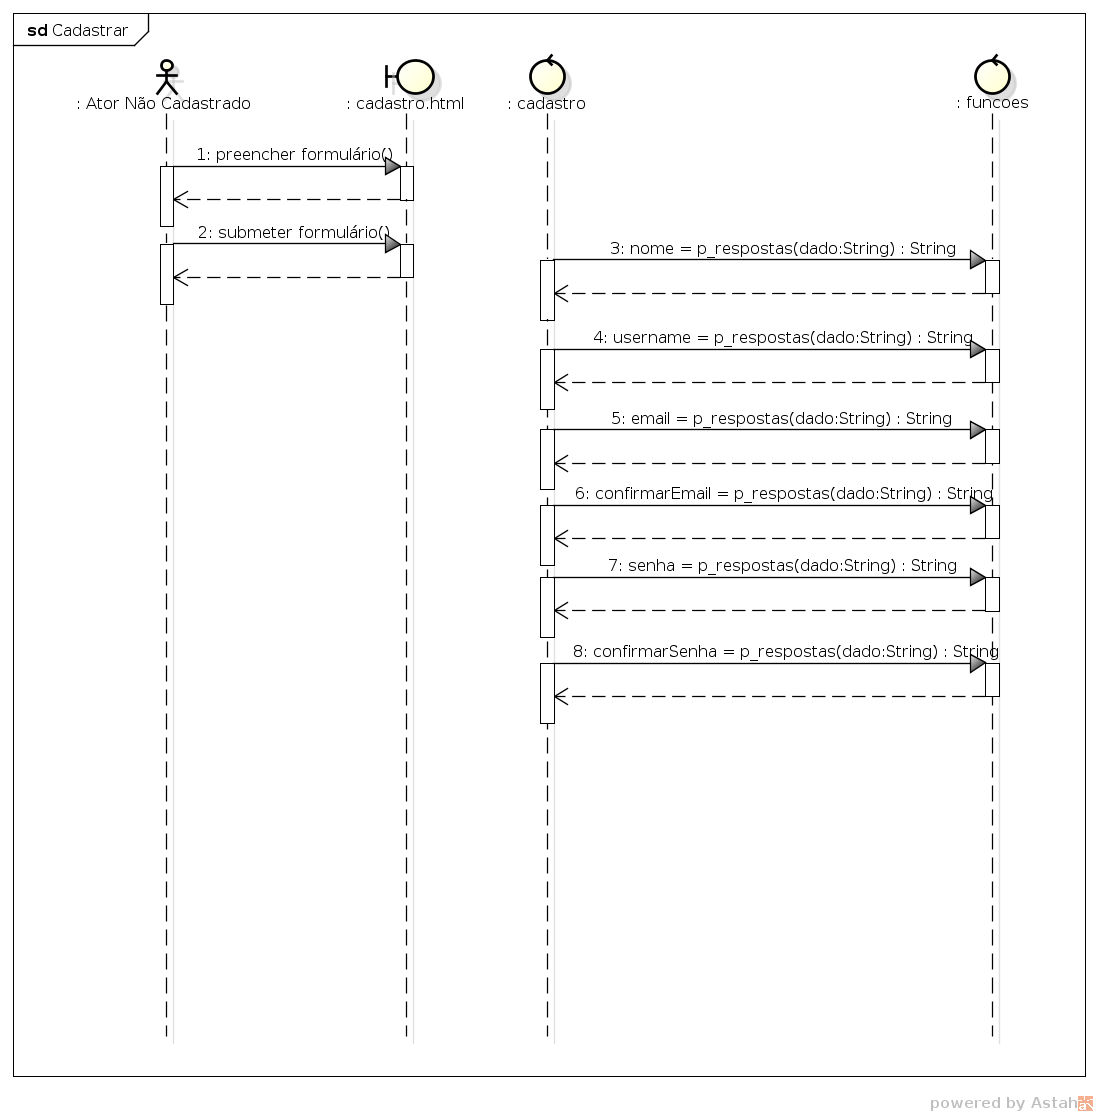 sd Cadastrar
: Ator Não Cadastrado
: cadastro.html
: cadastro
: funcoes
1: preencher formulário()
2: submeter formulário()
3: nome = p_respostas(dado:String) : String
4: username = p_respostas(dado:String) : String
5: email = p_respostas(dado:String) : String
6: confirmarEmail = p_respostas(dado:String) : String
7: senha = p_respostas(dado:String) : String
8: confirmarSenha = p_respostas(dado:String) : String
powered by Astah